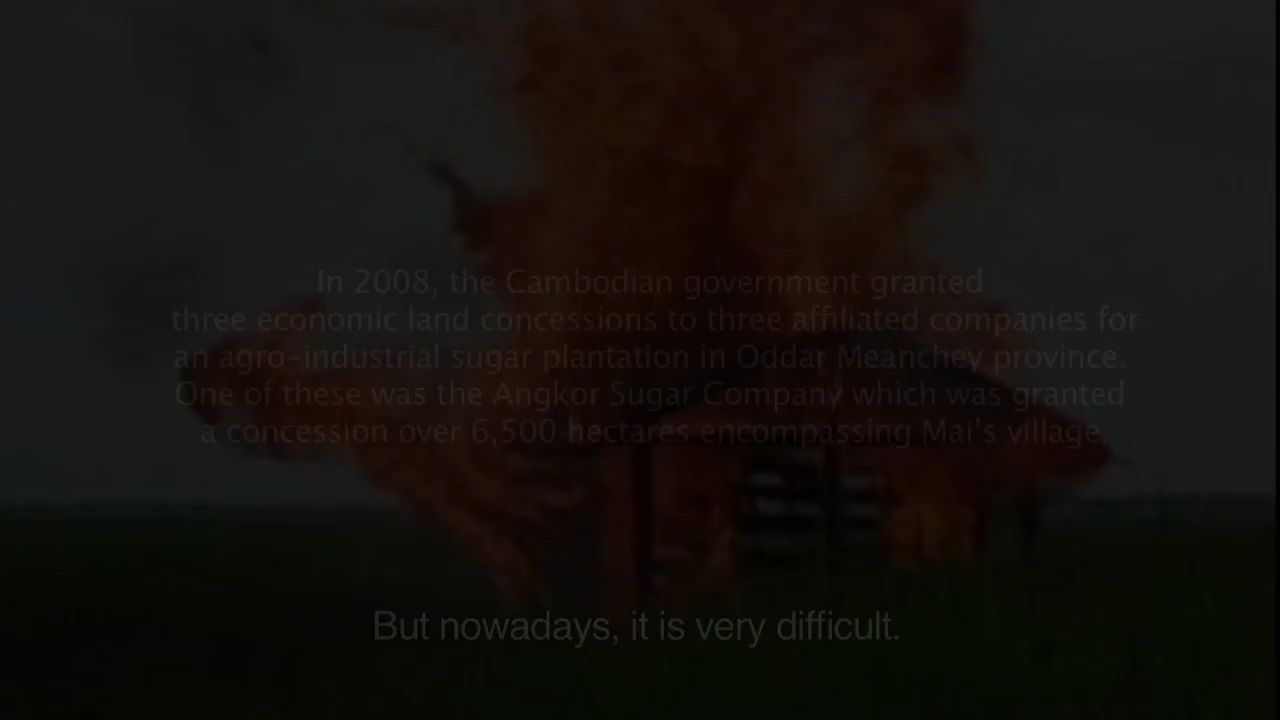 In 2008, the Cambodian government granted
three economic land concessions to three affiliated companies for
an agro-industrial sugar plantation in Oddar Meanchey province.
One of these was the Angkor Sugar Company which was granted
a concession over 6,500 hectares encompassing Mai's village.
But nowadays, it is very difficult.